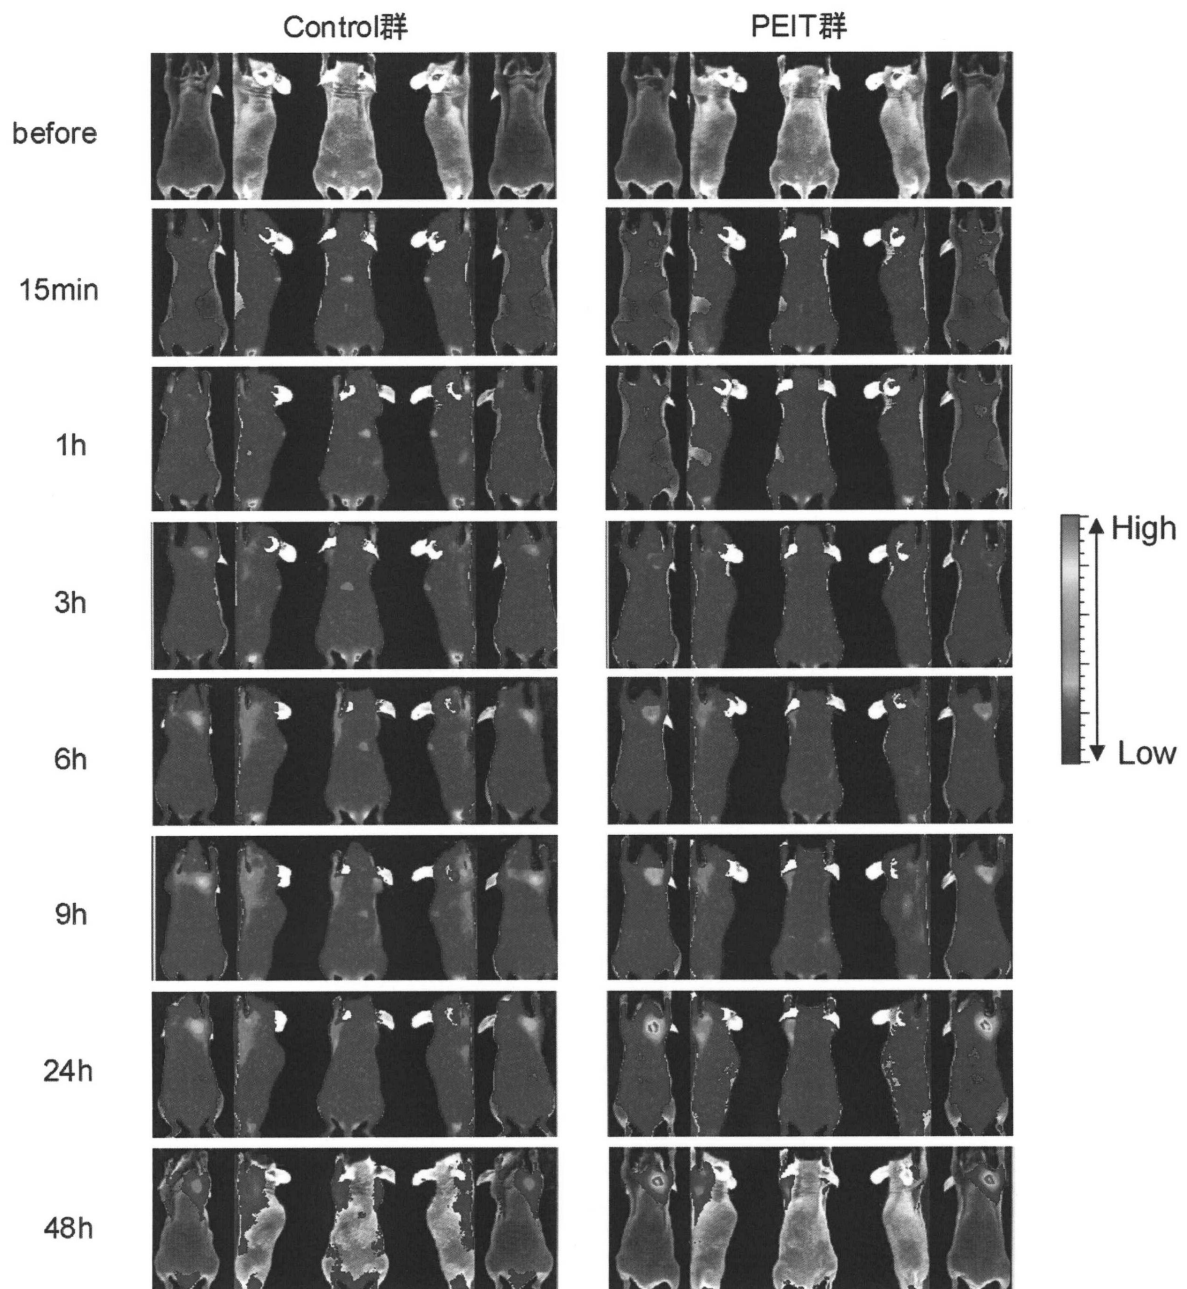 Control群
PEIT群
before
15min
1h
3h
6h
9h
24h
48h
High
Low